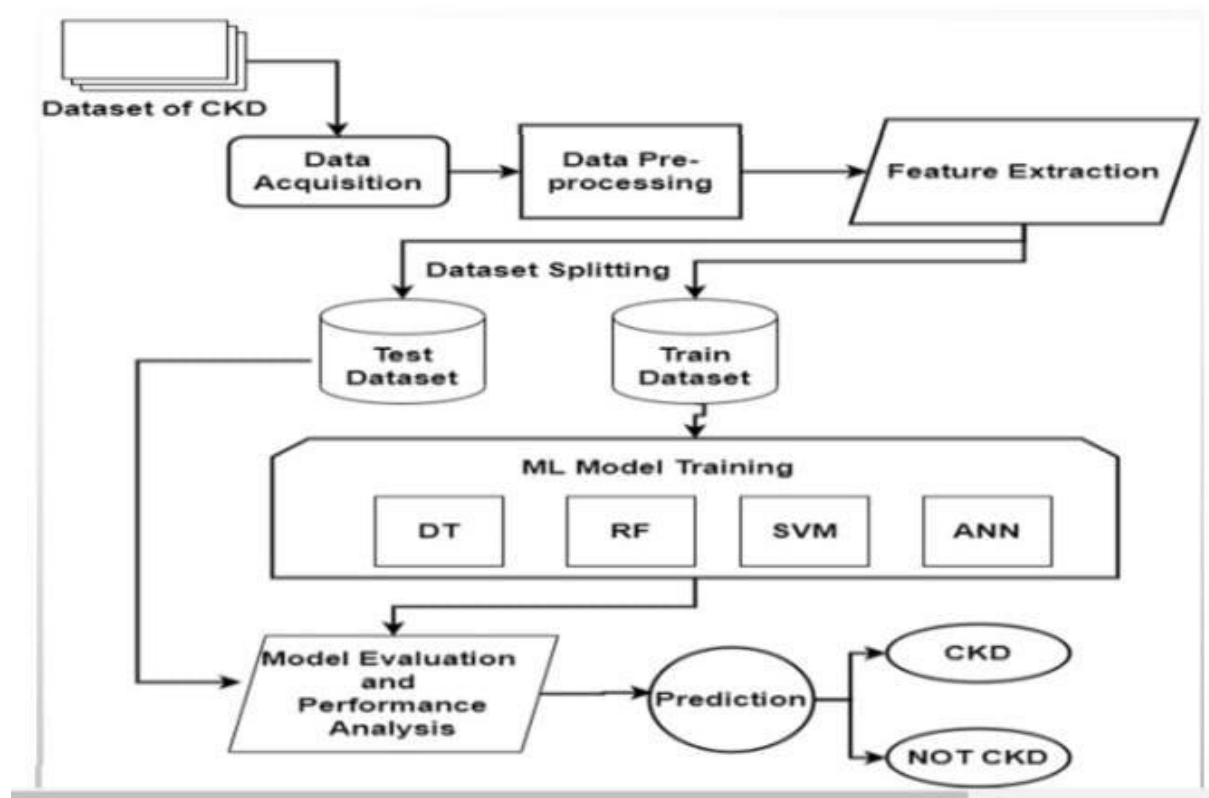 Dataset of CKD
Data
Acquisition
Data Pre-
processing
Feature Extraction
Dataset Splitting
Test
Dataset
Train
Dataset
ML Model Training
DT
RF
SVM
ANN
Model Evaluation
and
Performance
Analysis
Prediction
CKD
NOT CKD